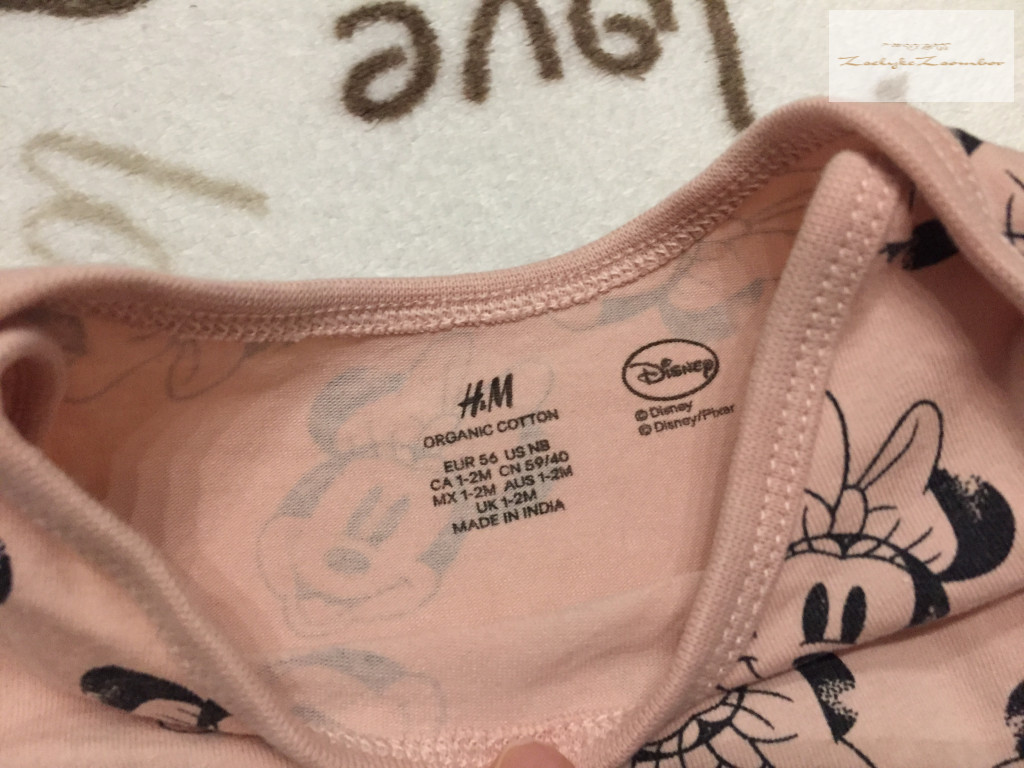 love
H&M
ORGANIC COTTON
EUR 56 US NB
CA 1-2M CN 59/40
MX 1-2M AUS 1-2M
UK 1-2M
MADE IN INDIA
Disney
© Disney
© Disney/Pixar